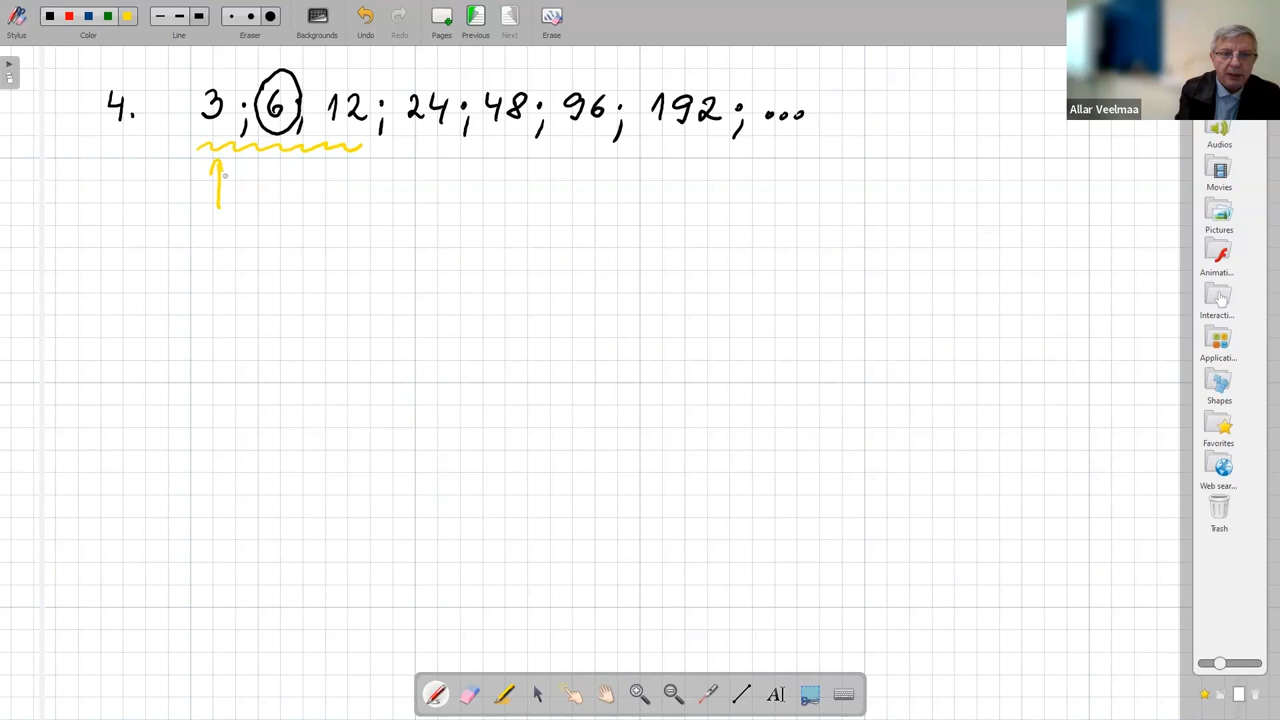 Stylus Color Line Eraser Backgrounds Undo Redo Pages Previous Next Erase
4. 3 ; 6 ; 12 ; 24 ; 48 ; 96 ; 192 ; ...
Allar Veelmaa
Audios
Movies
Pictures
Animati...
Interacti...
Applicati...
Shapes
Favorites
Web sear...
Trash
AI